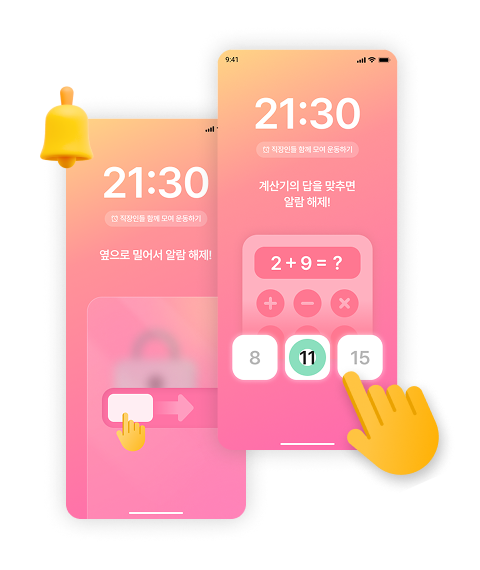 21:30
직장인들 함께 모여 운동하기
옆으로 밀어서 알람 해제!
9:41
21:30
직장인들 함께 모여 운동하기
계산기의 답을 맞추면
알람 해제!
2+9=?
8 11 15